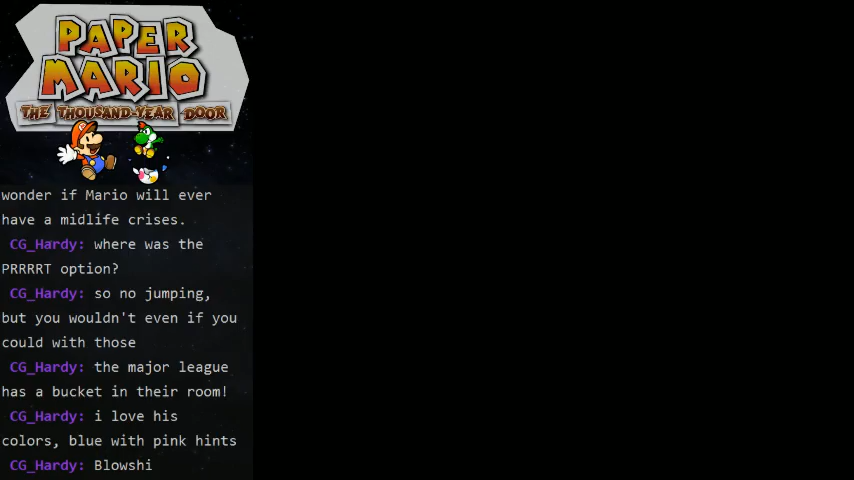 PAPER
MARIO
THE THOUSAND-YEAR DOOR
wonder if Mario will ever
have a midlife crises.
CG_Hardy: where was the
PRRRRT option?
CG_Hardy: so no jumping,
but you wouldn't even if you
could with those
CG_Hardy: the major league
has a bucket in their room!
CG_Hardy: i love his
colors, blue with pink hints
CG_Hardy: Blowshi